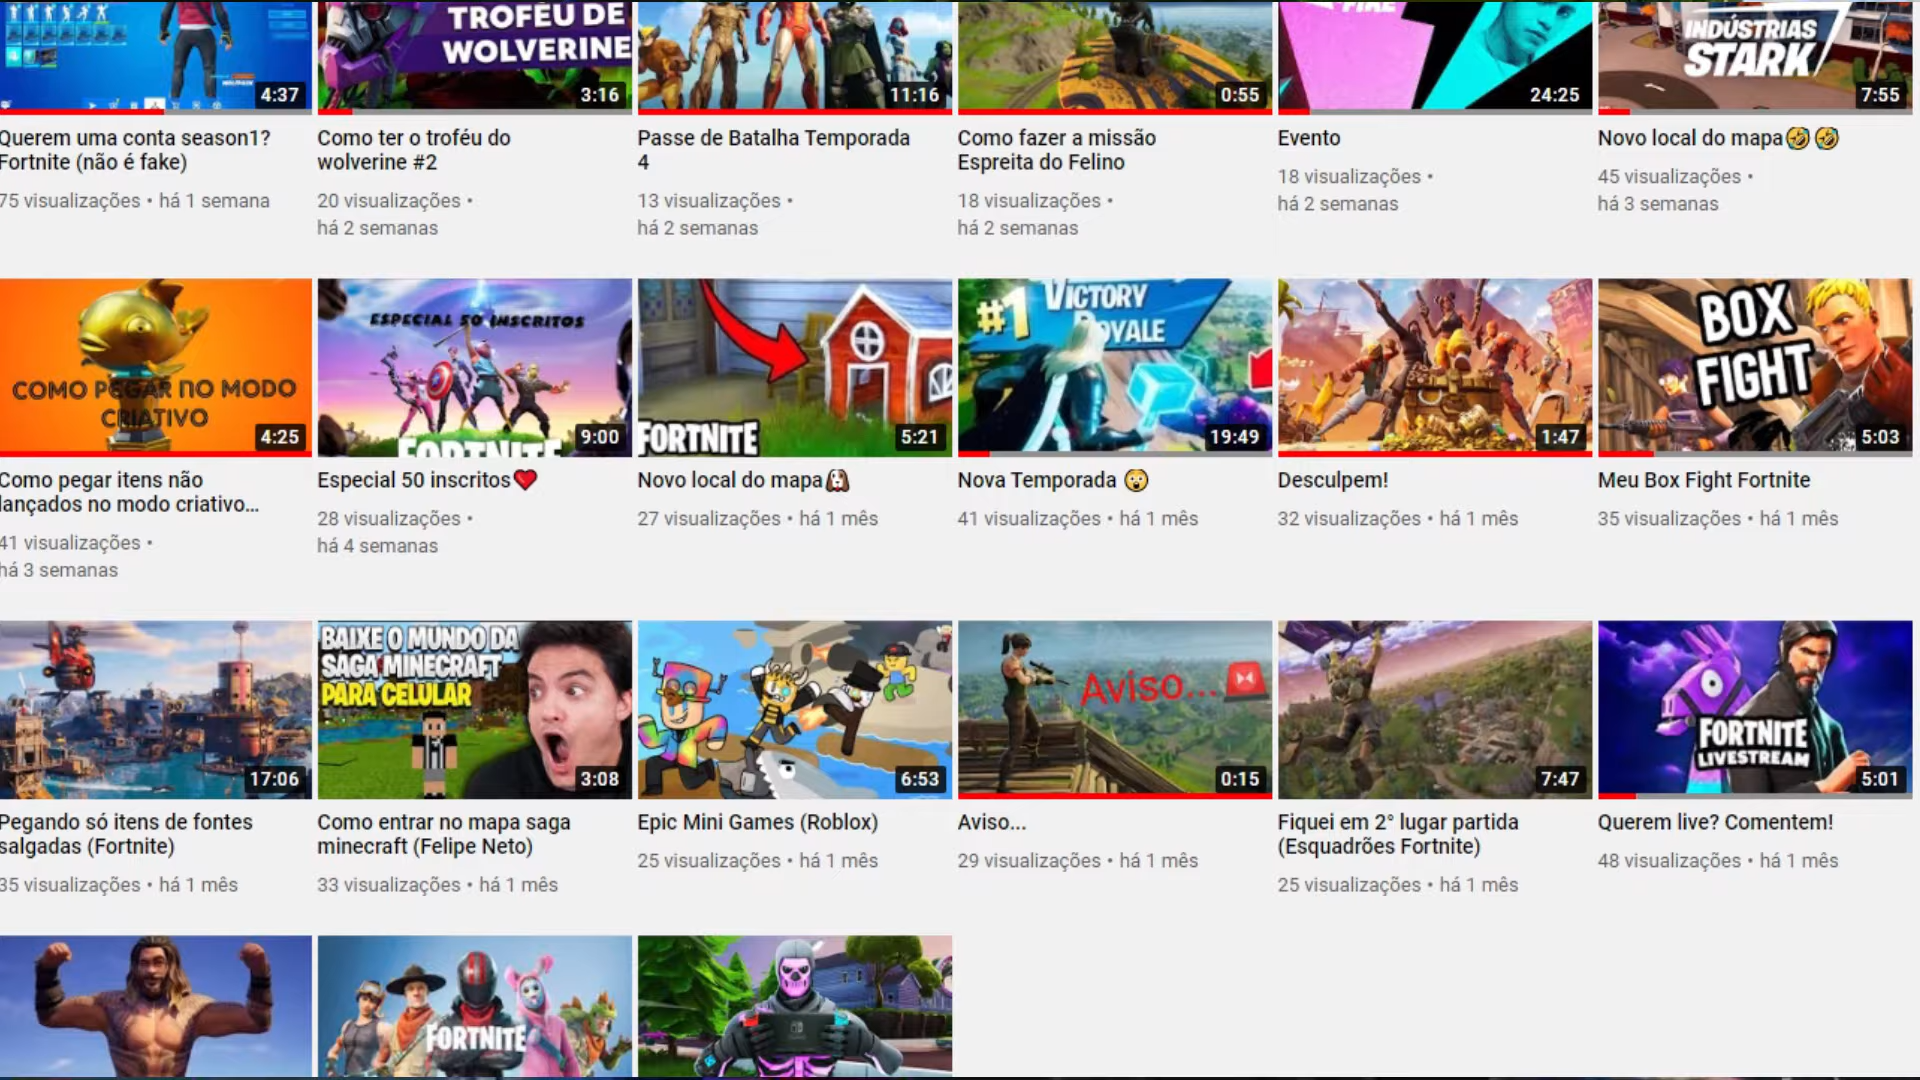 TROFÉU DE
WOLVERINE
INDÚSTRIAS
STARK
4:37
3:16
11:16
0:55
24:25
7:55
Querem uma conta season1?
Fortnite (não é fake)
75 visualizações • há 1 semana
Como ter o troféu do
wolverine #2
20 visualizações •
há 2 semanas
Passe de Batalha Temporada
4
13 visualizações •
há 2 semanas
Como fazer a missão
Espreita do Felino
18 visualizações •
há 2 semanas
Evento
18 visualizações •
há 2 semanas
Novo local do mapa🤣🤣
45 visualizações •
há 3 semanas
COMO PEGAR NO MODO
CRIATIVO
4:25
ESPECIAL 50 INSCRITOS
FORTNITE
9:00
FORTNITE
5:21
#1 VICTORY
ROYALE
19:49
1:47
BOX
FIGHT
5:03
Como pegar itens não
lançados no modo criativo...
41 visualizações •
há 3 semanas
Especial 50 inscritos❤️
28 visualizações •
há 4 semanas
Novo local do mapa🐶
27 visualizações • há 1 mês
Nova Temporada 😲
41 visualizações • há 1 mês
Desculpem!
32 visualizações • há 1 mês
Meu Box Fight Fortnite
35 visualizações • há 1 mês
17:06
BAIXE O MUNDO DA
SAGA MINECRAFT
PARA CELULAR
3:08
6:53
Aviso...
0:15
7:47
FORTNITE
LIVESTREAM
5:01
Pegando só itens de fontes
salgadas (Fortnite)
35 visualizações • há 1 mês
Como entrar no mapa saga
minecraft (Felipe Neto)
33 visualizações • há 1 mês
Epic Mini Games (Roblox)
25 visualizações • há 1 mês
Aviso...
29 visualizações • há 1 mês
Fiquei em 2° lugar partida
(Esquadrões Fortnite)
25 visualizações • há 1 mês
Querem live? Comentem!
48 visualizações • há 1 mês
FORTNITE